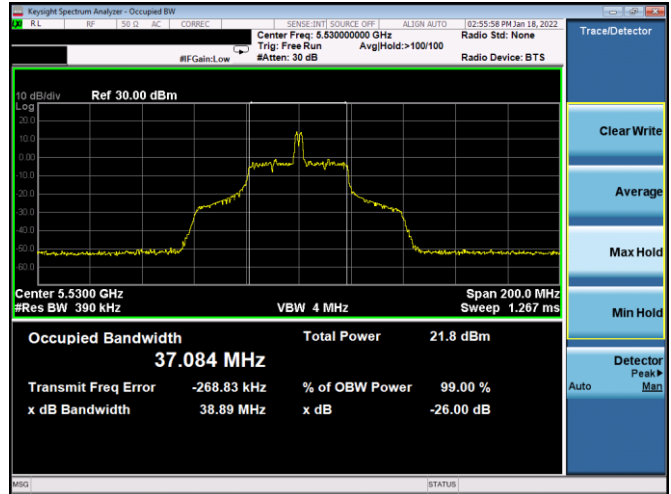 Keysight Spectrum Analyzer - Occupied BW
LXI RL RF 50 Ω AC CORREC SENSE:INT SOURCE OFF ALIGN AUTO 02:55:58 PM Jan 18, 2022
Center Freq: 5.530000000 GHz Radio Std: None
Trig: Free Run Avg|Hold:>100/100
#IFGain:Low #Atten: 30 dB Radio Device: BTS
Trace/Detector
10 dB/div Ref 30.00 dBm
Log
20.0
10.0
0.00
-10.0
-20.0
-30.0
-40.0
-50.0
-60.0
Center 5.5300 GHz Span 200.0 MHz
#Res BW 390 kHz VBW 4 MHz Sweep 1.267 ms
Occupied Bandwidth Total Power 21.8 dBm
37.084 MHz
Transmit Freq Error -268.83 kHz % of OBW Power 99.00 %
x dB Bandwidth 38.89 MHz x dB -26.00 dB
Clear Write
Average
Max Hold
Min Hold
Detector
Peak▶
Auto Man
MSG STATUS